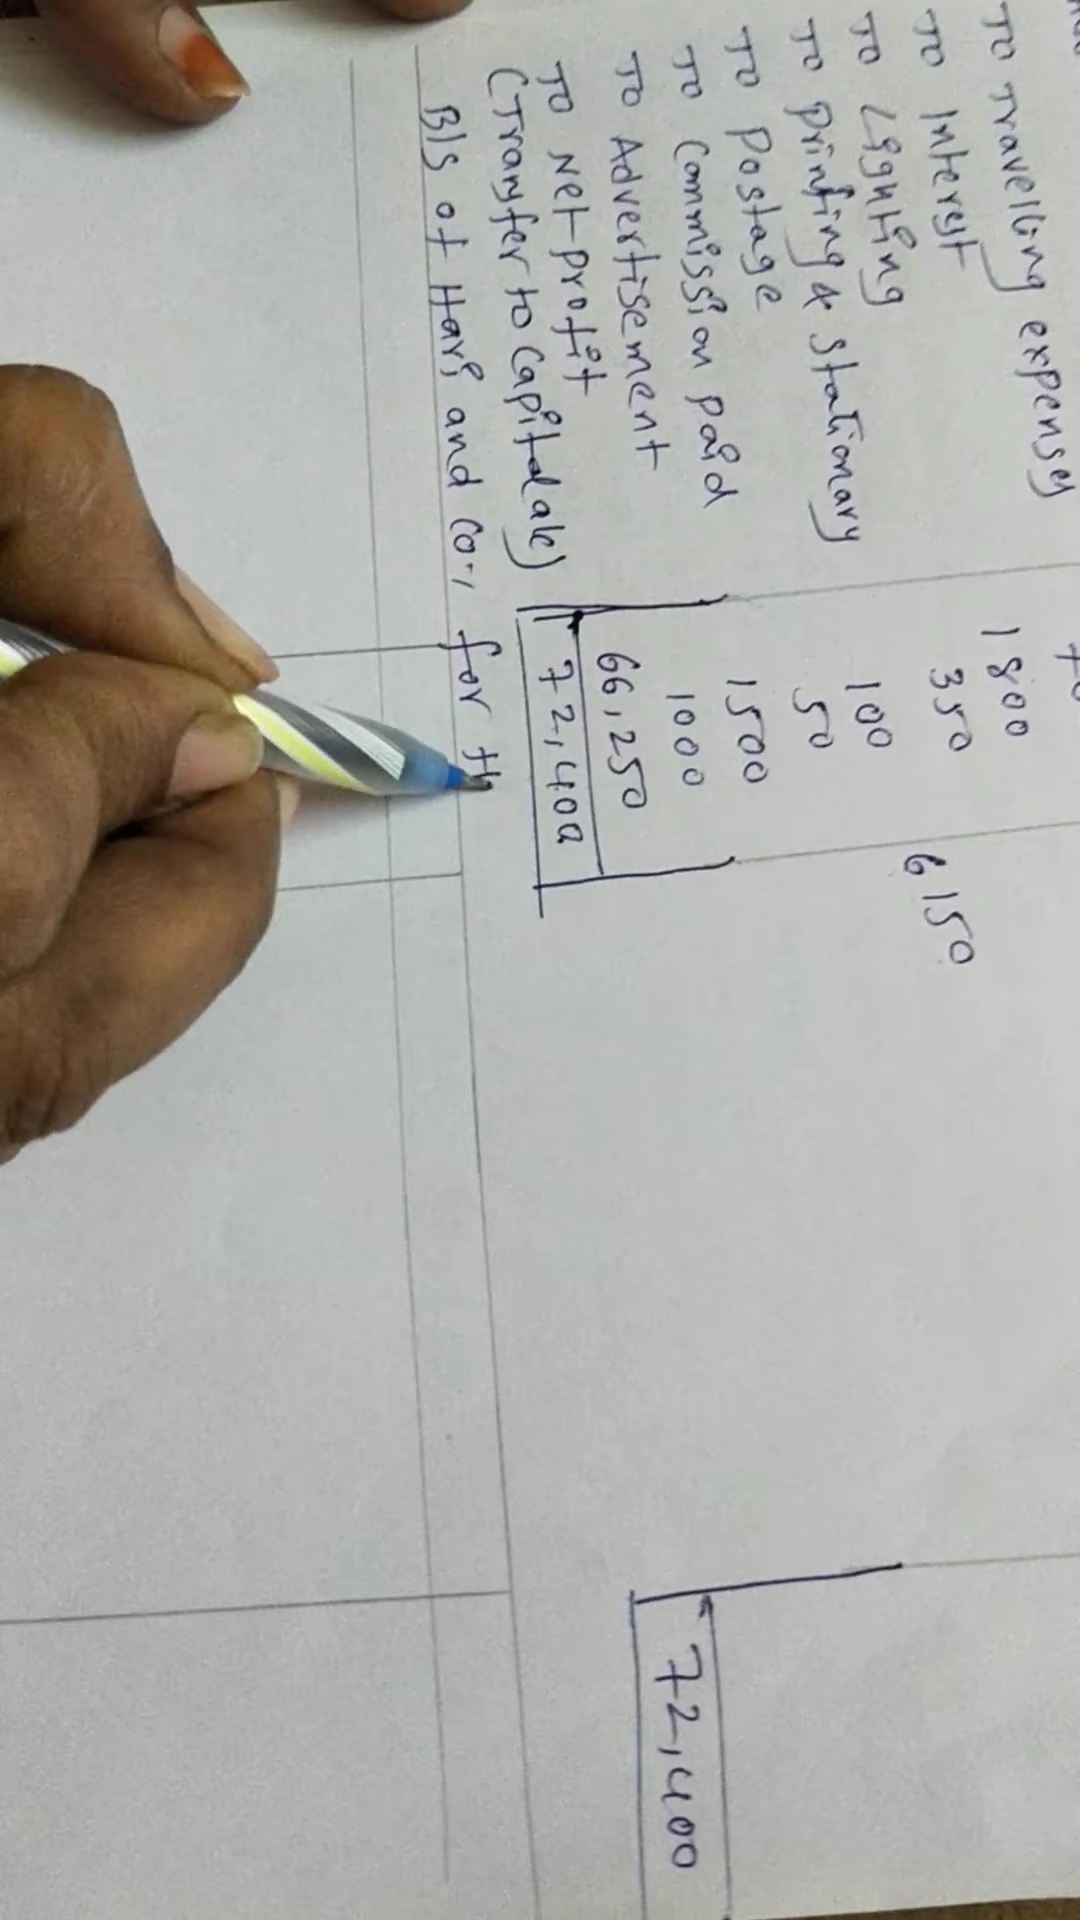 To Travelling expenses
To Interest 1800
To Lighting 350
To Printing & Stationary 100 6150
To Postage 50
To Commission paid 1500
To Advertisement 1000
To Net profit 66,250
(Transfer to Capital a/c) 72,400 72,400
B/s of Hari and Co., for th